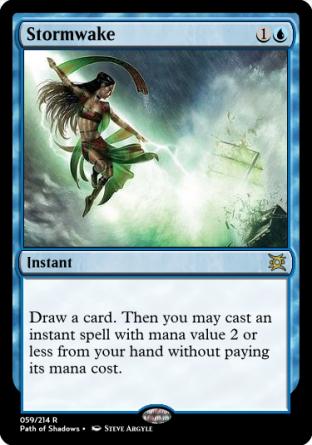 Stormwake 1
Instant
Draw a card. Then you may cast an
instant spell with mana value 2 or
less from your hand without paying
its mana cost.
059/214 R
Path of Shadows • Steve Argyle